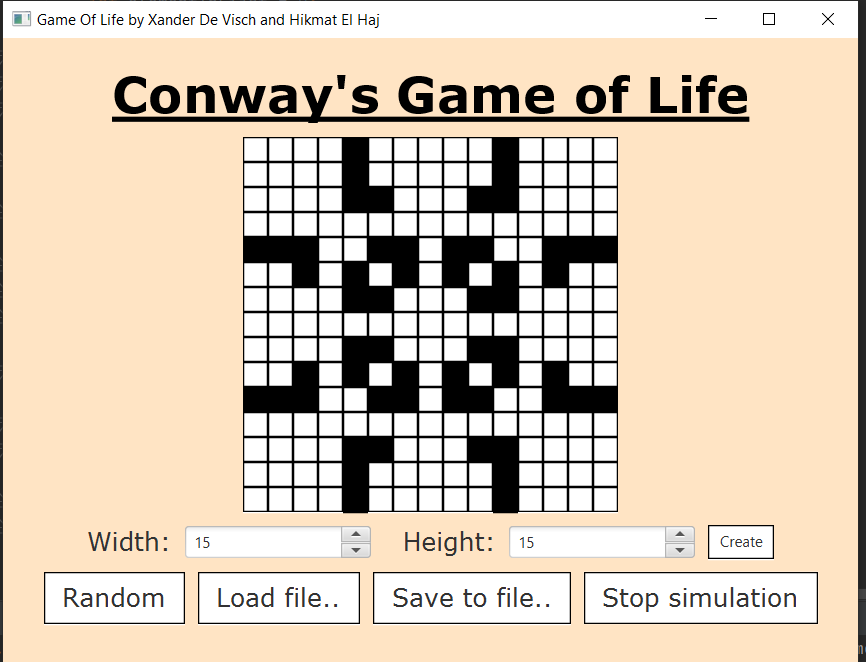 Game Of Life by Xander De Visch and Hikmat El Haj
Conway's Game of Life
Width: 15 Height: 15 Create
Random Load file.. Save to file.. Stop simulation